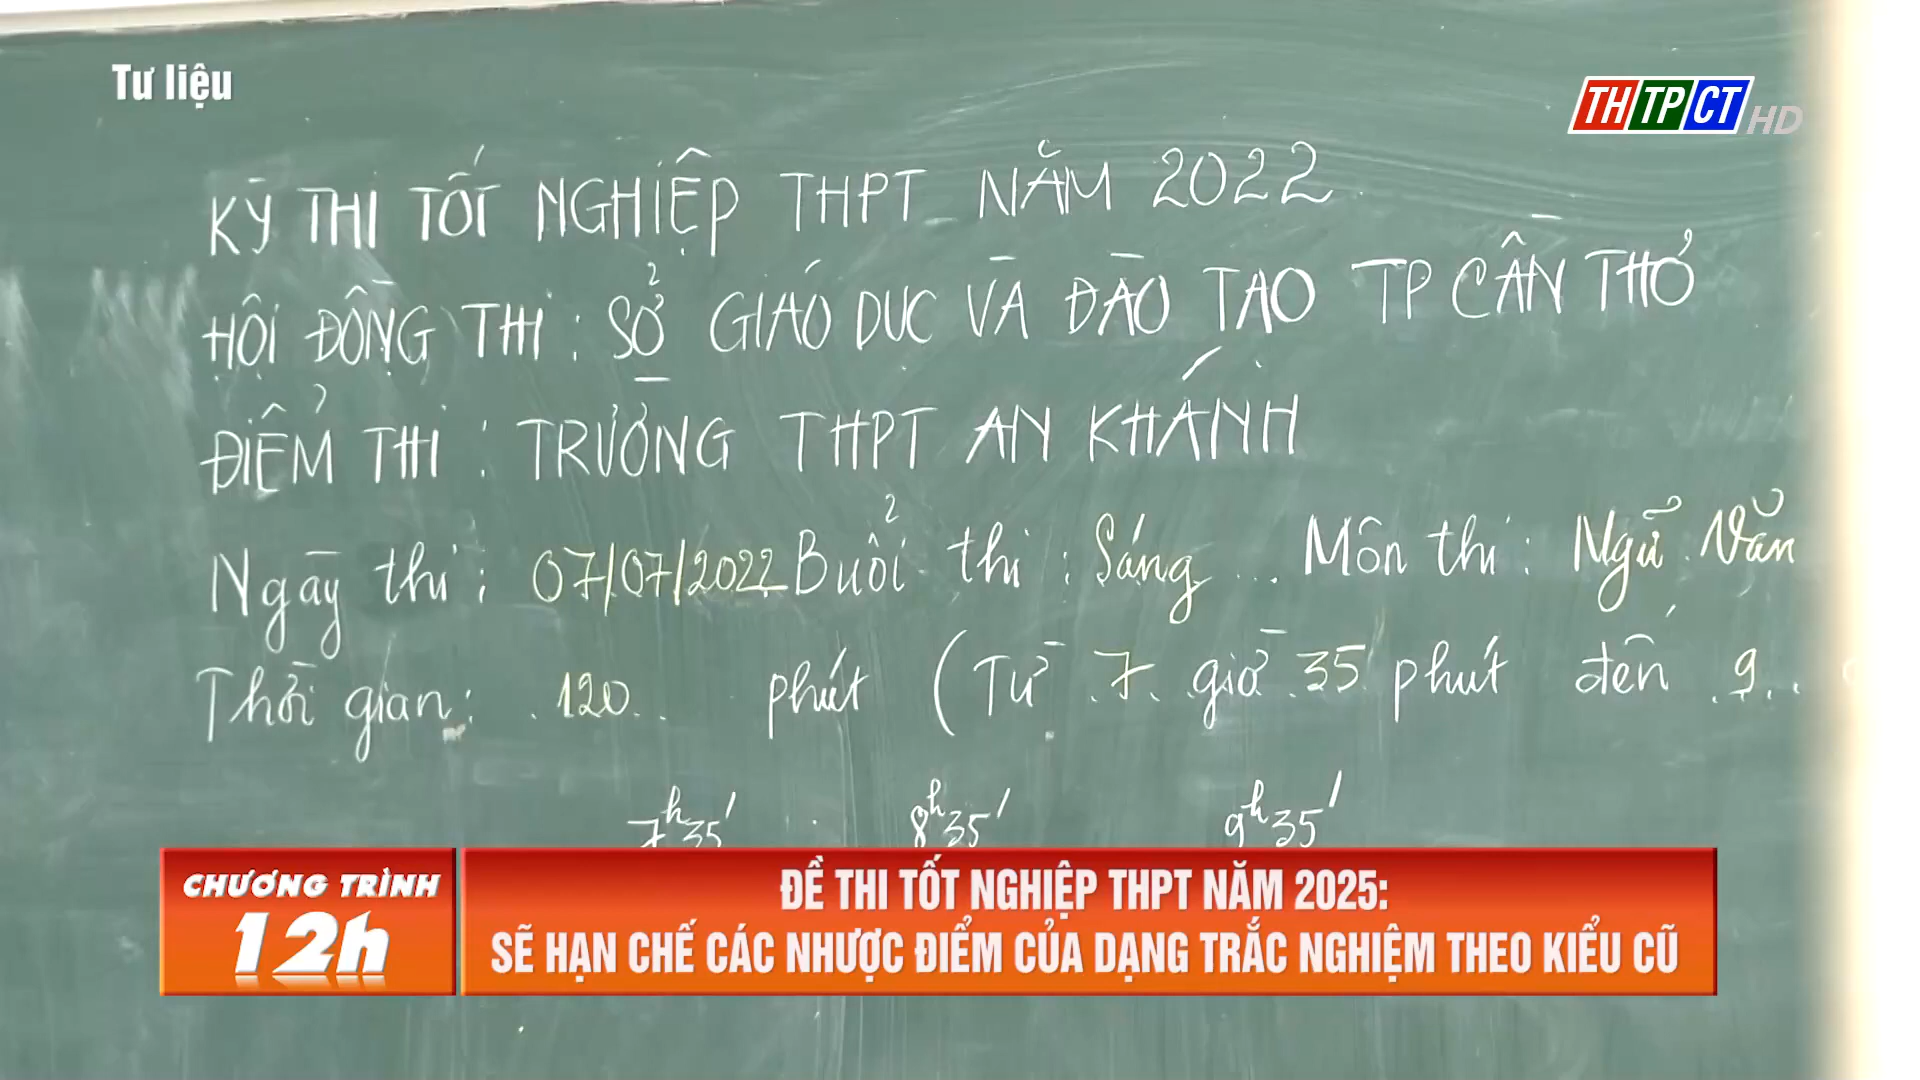 Tư liệu
THTPCT HD
KỲ THI TỐT NGHIỆP THPT NĂM 2022
HỘI ĐỒNG THI : SỞ GIÁO DỤC VÀ ĐÀO TẠO TP CẦN THƠ
ĐIỂM THI : TRƯỜNG THPT AN KHÁNH
Ngày thi : 07/07/2022 Buổi thi : Sáng ... Môn thi : Ngữ Văn
Thời gian : . 120 .. phút ( Từ . 7 . giờ . 35 phút đến . 9 . .
7h35' 8h35' 9h35'
CHƯƠNG TRÌNH
12h
ĐỀ THI TỐT NGHIỆP THPT NĂM 2025:
SẼ HẠN CHẾ CÁC NHƯỢC ĐIỂM CỦA DẠNG TRẮC NGHIỆM THEO KIỂU CŨ